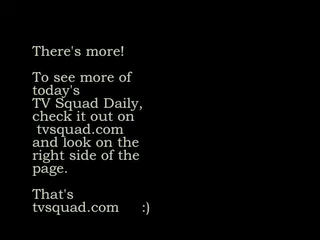 There's more!
To see more of
today's
TV Squad Daily,
check it out on
tvsquad.com
and look on the
right side of the
page.
That's
tvsquad.com :)